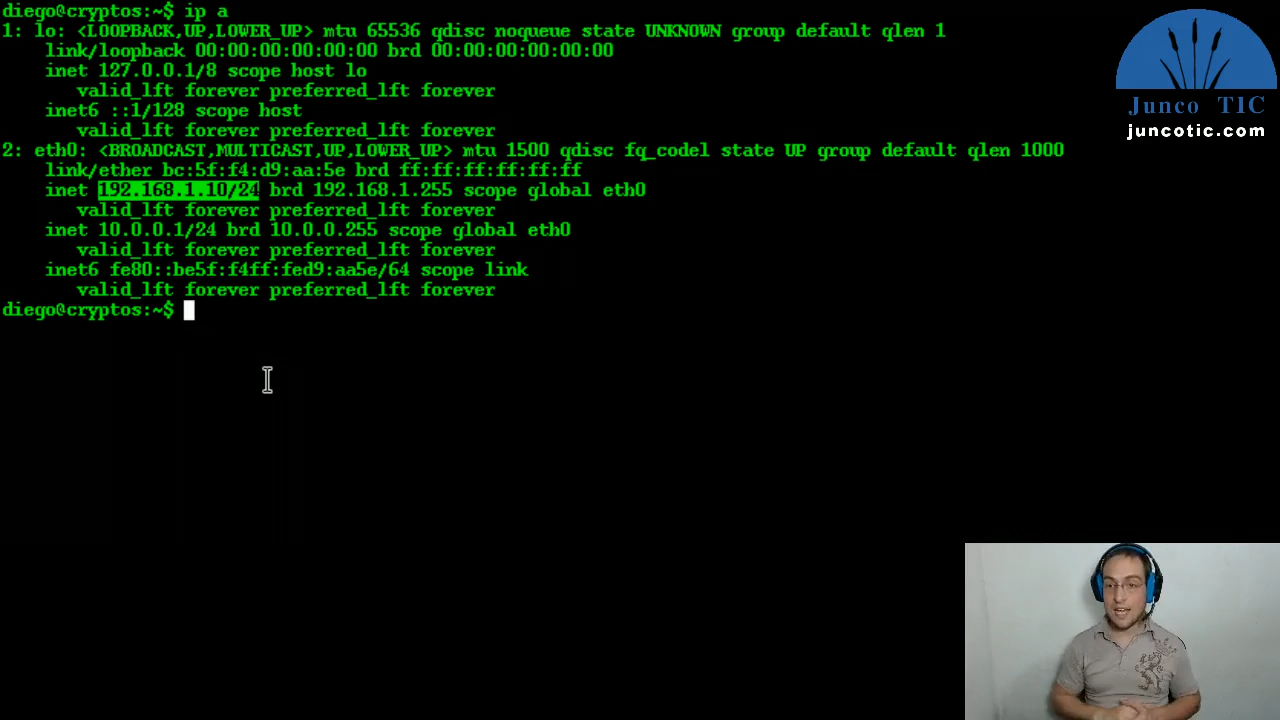 diego@cryptos:~$ ip a
1: lo: <LOOPBACK,UP,LOWER_UP> mtu 65536 qdisc noqueue state UNKNOWN group default qlen 1
link/loopback 00:00:00:00:00:00 brd 00:00:00:00:00:00
inet 127.0.0.1/8 scope host lo
valid_lft forever preferred_lft forever
inet6 ::1/128 scope host
valid_lft forever preferred_lft forever
2: eth0: <BROADCAST,MULTICAST,UP,LOWER_UP> mtu 1500 qdisc fq_codel state UP group default qlen 1000
link/ether bc:5f:f4:d9:aa:5e brd ff:ff:ff:ff:ff:ff
inet 192.168.1.10/24 brd 192.168.1.255 scope global eth0
valid_lft forever preferred_lft forever
inet 10.0.0.1/24 brd 10.0.0.255 scope global eth0
valid_lft forever preferred_lft forever
inet6 fe80::be5f:f4ff:fed9:aa5e/64 scope link
valid_lft forever preferred_lft forever
diego@cryptos:~$
Junco TIC
juncotic.com